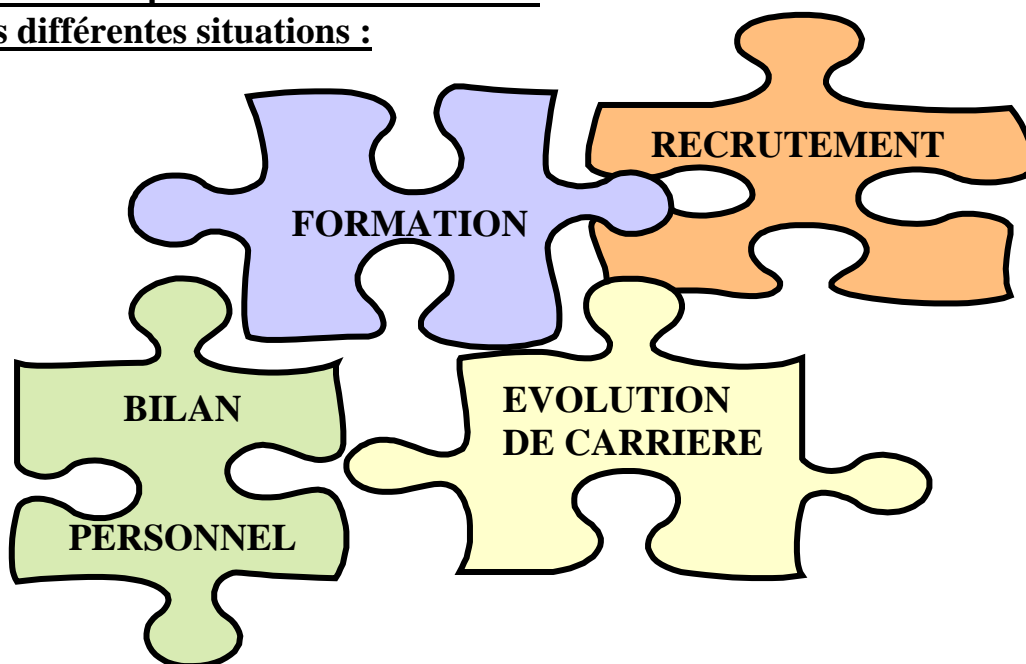 s différentes situations :
RECRUTEMENT
FORMATION
BILAN
PERSONNEL
EVOLUTION
DE CARRIERE